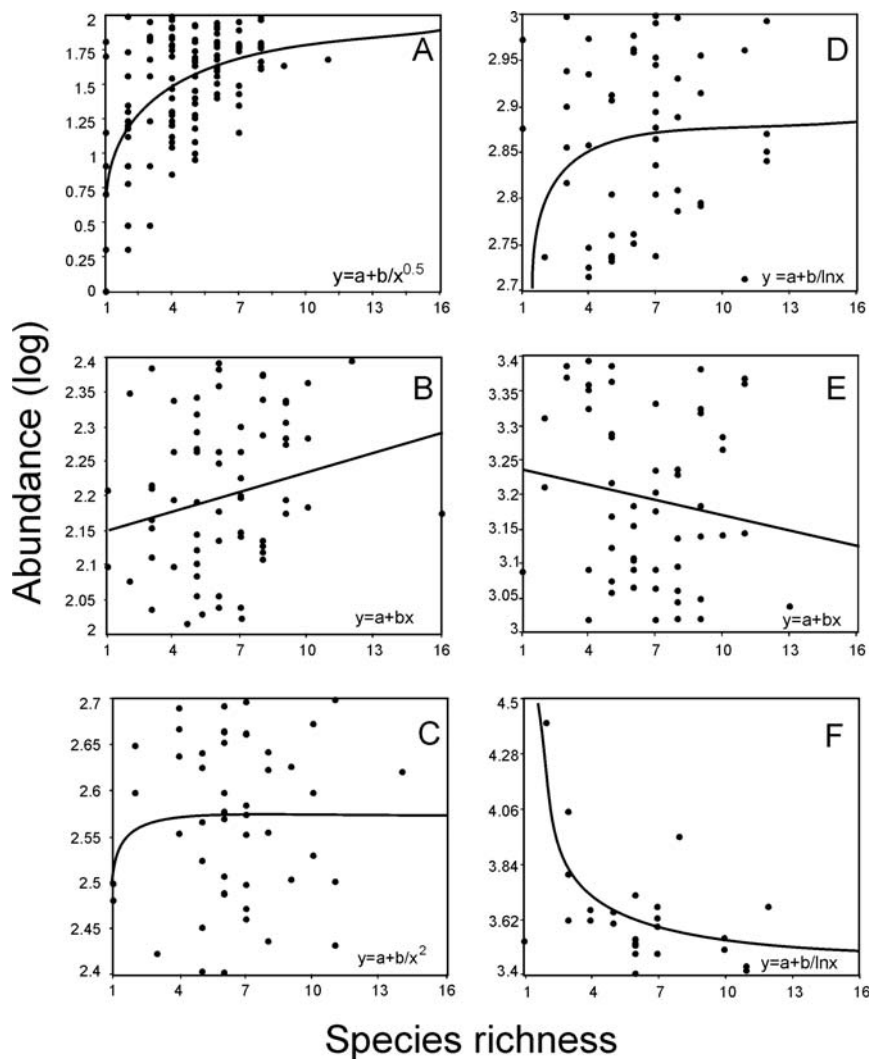 A
2
1.75
1.5
1.25
1
0.75
0.5
0.25
0
1 4 7 10 13 16
y=a+b/x^0.5
D
3
2.95
2.9
2.85
2.8
2.75
2.7
1 4 7 10 13 16
y =a+b/lnx
B
2.4
2.35
2.3
2.25
2.2
2.15
2.1
2.05
2
1 4 7 10 13 16
y=a+bx
E
3.4
3.35
3.3
3.25
3.2
3.15
3.1
3.05
3
1 4 7 10 13 16
y=a+bx
C
2.7
2.65
2.6
2.55
2.5
2.45
2.4
1 4 7 10 13 16
y=a+b/x^2
F
4.5
4.28
4.06
3.84
3.62
3.4
1 4 7 10 13 16
y=a+b/lnx
Abundance (log)
Species richness